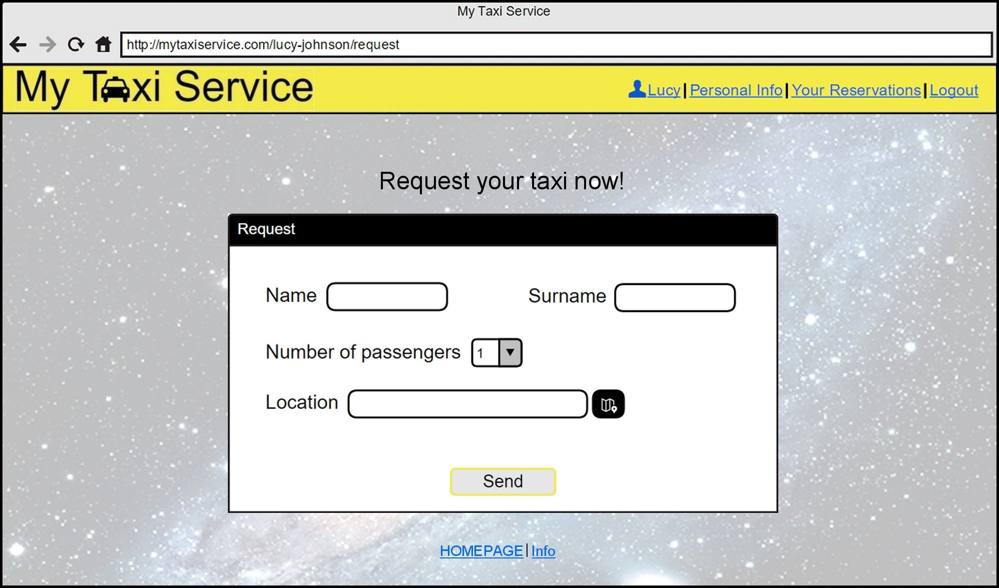 My Taxi Service
http://mytaxiservice.com/lucy-johnson/request
My Taxi Service
Lucy | Personal Info | Your Reservations | Logout
Request your taxi now!
Request
Name
Surname
Number of passengers 1
Location
Send
HOMEPAGE | Info